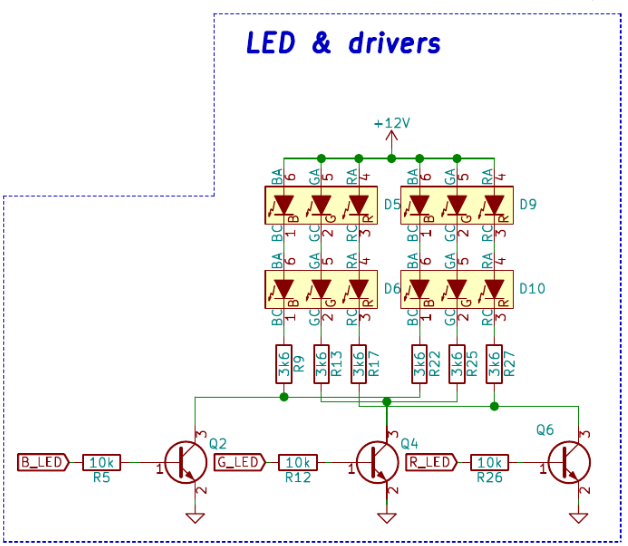 LED & drivers
+12V
BA 6 GA 5 RA 4 BA 6 GA 5 RA 4
B G R D5 B G R D9
BC 1 GC 2 RC 3 BC 1 GC 2 RC 3
BA 6 GA 5 RA 4 BA 6 GA 5 RA 4
B G R D6 B G R D10
BC 1 GC 2 RC 3 BC 1 GC 2 RC 3
3k6 R9 3k6 R13 3k6 R17 3k6 R22 3k6 R25 3k6 R27
3 Q2 3 Q4 Q6 3
B_LED 10k 1 G_LED 10k 1 R_LED 10k 1
R5 R12 R26
2 2 2